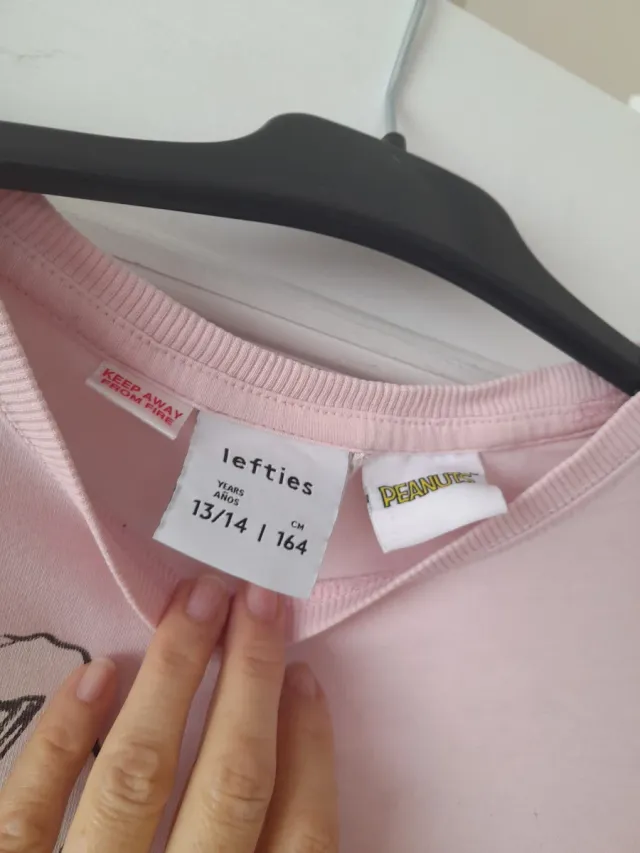 KEEP AWAY
FROM FIRE
lefties
YEARS
AÑOS
CM
13/14 | 164
PEANUTS